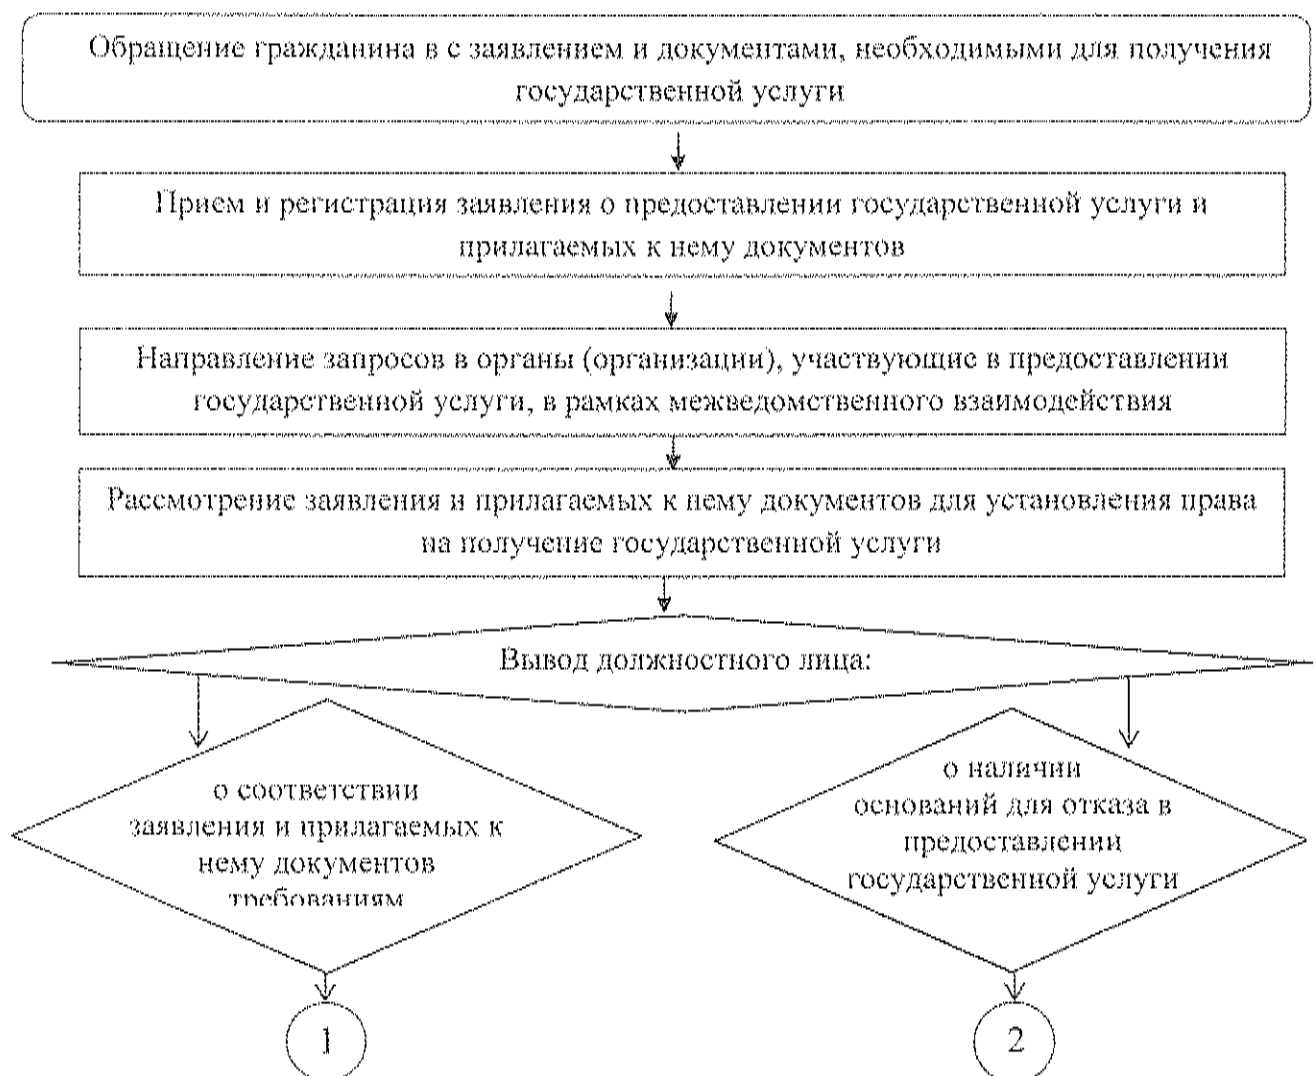 Обращение гражданина в с заявлением и документами, необходимыми для получения
государственной услуги
Прием и регистрация заявления о предоставлении государственной услуги и
прилагаемых к нему документов
Направление запросов в органы (организации), участвующие в предоставлении
государственной услуги, в рамках межведомственного взаимодействия
Рассмотрение заявления и прилагаемых к нему документов для установления права
на получение государственной услуги
Вывод должностного лица:
о соответствии
заявления и прилагаемых к
нему документов
требованиям
о наличии
оснований для отказа в
предоставлении
государственной услуги
1
2